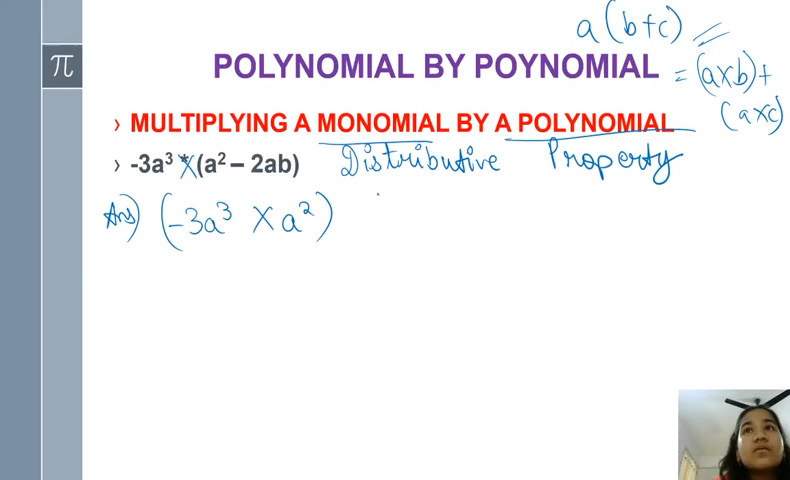 a (b+c)
π
POLYNOMIAL BY POYNOMIAL
= (a×b)+
(a×c)
› MULTIPLYING A MONOMIAL BY A POLYNOMIAL
› -3a³ × (a² – 2ab)
Distributive Property
Ans) (-3a³ × a²)